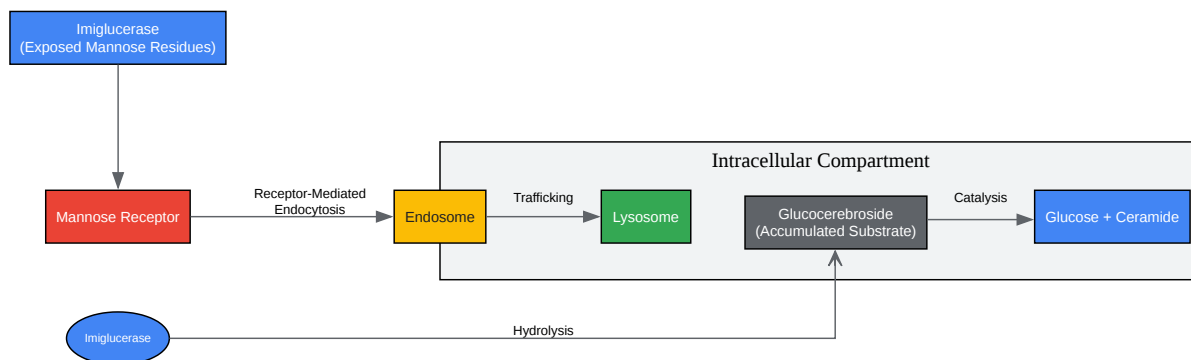 Imiglucerase
(Exposed Mannose Residues)
Intracellular Compartment
Mannose Receptor
Receptor-Mediated
Endocytosis
Endosome
Trafficking
Lysosome
Glucocerebroside
(Accumulated Substrate)
Catalysis
Glucose + Ceramide
Imiglucerase
Hydrolysis